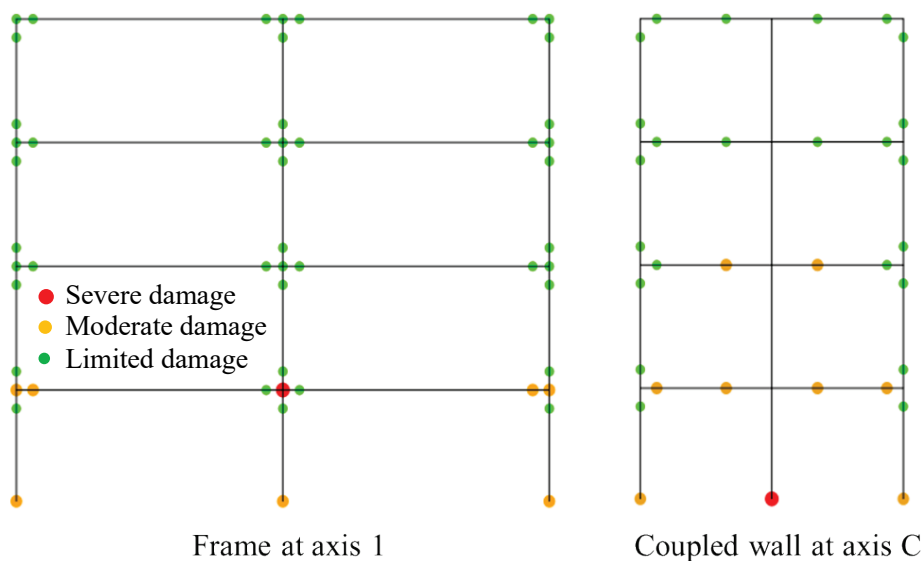 Severe damage
Moderate damage
Limited damage
Frame at axis 1
Coupled wall at axis C